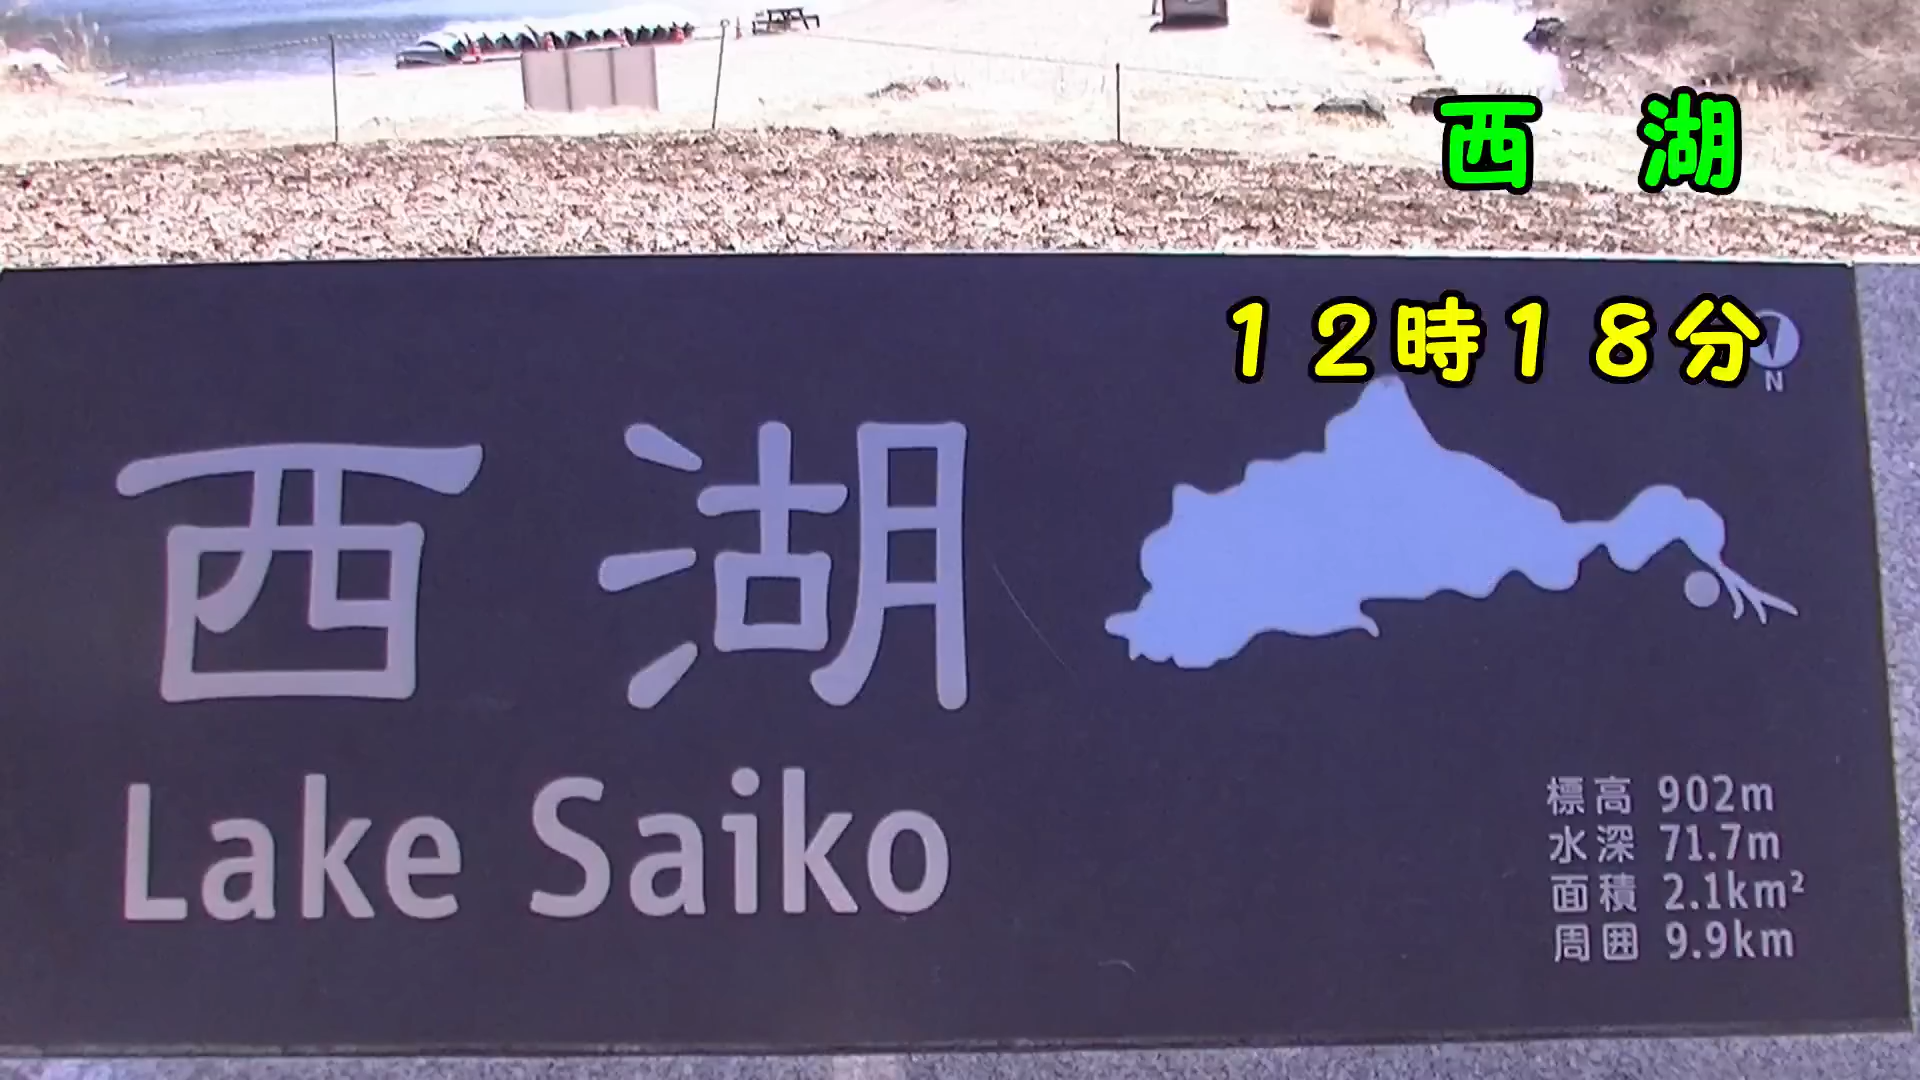 西　湖
１２時１８分
N
西湖
Lake Saiko
標高 902m
水深 71.7m
面積 2.1km²
周囲 9.9km